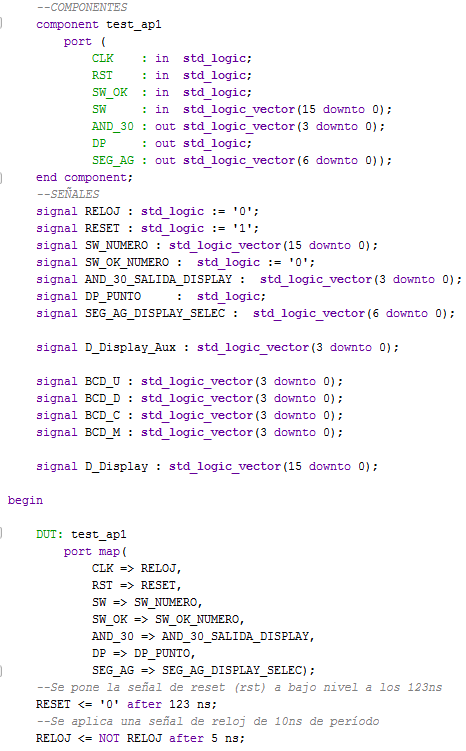 --COMPONENTES
component test_ap1
port (
CLK : in std_logic;
RST : in std_logic;
SW_OK : in std_logic;
SW : in std_logic_vector(15 downto 0);
AND_30 : out std_logic_vector(3 downto 0);
DP : out std_logic;
SEG_AG : out std_logic_vector(6 downto 0));
end component;
--SEÑALES
signal RELOJ : std_logic := '0';
signal RESET : std_logic := '1';
signal SW_NUMERO : std_logic_vector(15 downto 0);
signal SW_OK_NUMERO : std_logic := '0';
signal AND_30_SALIDA_DISPLAY : std_logic_vector(3 downto 0);
signal DP_PUNTO : std_logic;
signal SEG_AG_DISPLAY_SELEC : std_logic_vector(6 downto 0);
signal D_Display_Aux : std_logic_vector(3 downto 0);
signal BCD_U : std_logic_vector(3 downto 0);
signal BCD_D : std_logic_vector(3 downto 0);
signal BCD_C : std_logic_vector(3 downto 0);
signal BCD_M : std_logic_vector(3 downto 0);
signal D_Display : std_logic_vector(15 downto 0);
begin
DUT: test_ap1
port map(
CLK => RELOJ,
RST => RESET,
SW => SW_NUMERO,
SW_OK => SW_OK_NUMERO,
AND_30 => AND_30_SALIDA_DISPLAY,
DP => DP_PUNTO,
SEG_AG => SEG_AG_DISPLAY_SELEC);
--Se pone la señal de reset (rst) a bajo nivel a los 123ns
RESET <= '0' after 123 ns;
--Se aplica una señal de reloj de 10ns de período
RELOJ <= NOT RELOJ after 5 ns;